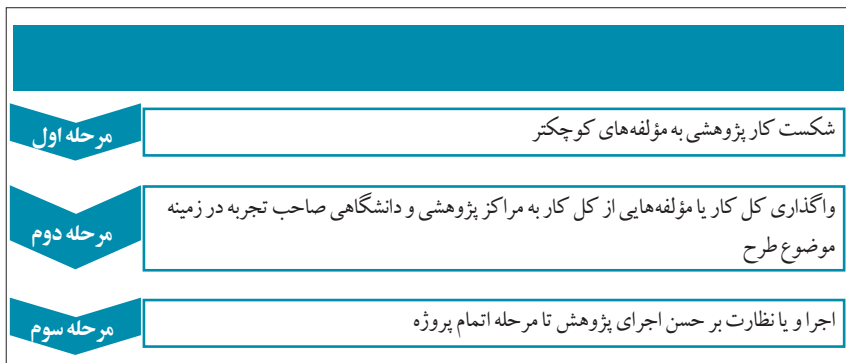 مرحله اول
شکست کار پژوهشی به مؤلفه‌های کوچکتر
مرحله دوم
واگذاری کل کار یا مؤلفه‌هایی از کل کار به مراکز پژوهشی و دانشگاهی صاحب تجربه در زمینه
موضوع طرح
مرحله سوم
اجرا و یا نظارت بر حسن اجرای پژوهش تا مرحله اتمام پروژه